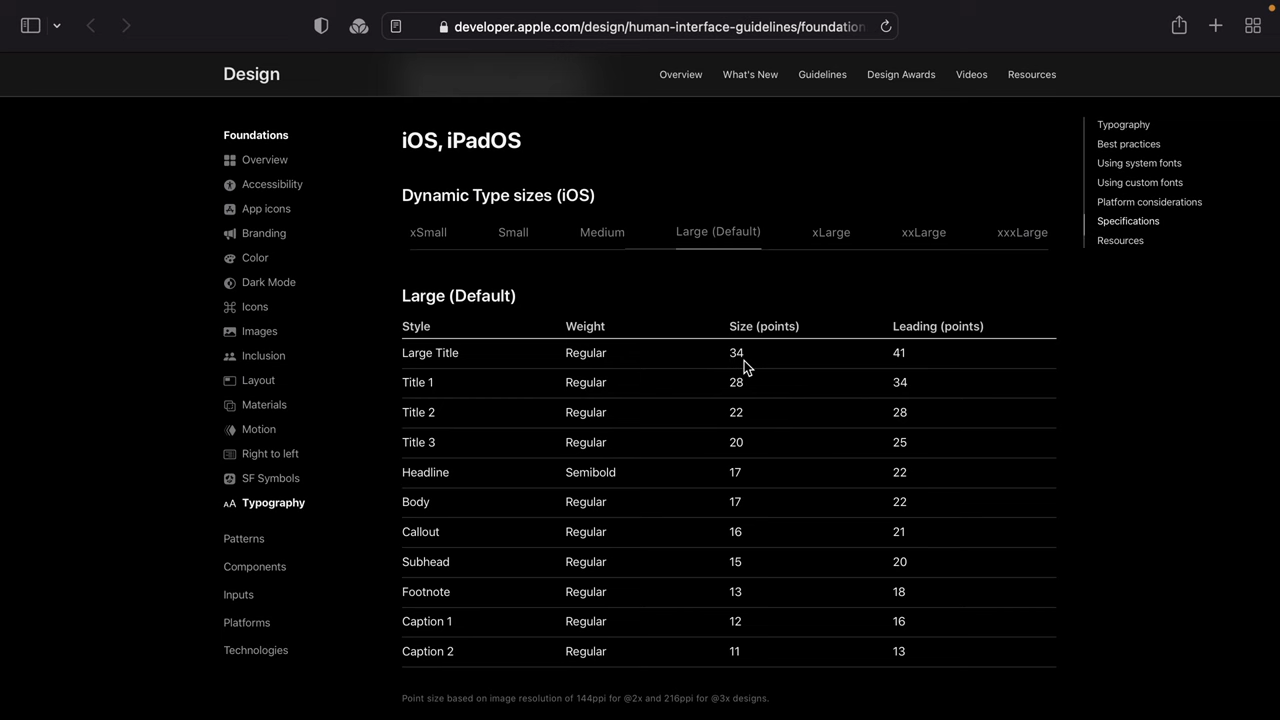 developer.apple.com/design/human-interface-guidelines/foundation
Design
Overview What's New Guidelines Design Awards Videos Resources
Foundations
Overview
Accessibility
App icons
Branding
Color
Dark Mode
Icons
Images
Inclusion
Layout
Materials
Motion
Right to left
SF Symbols
AA Typography
Patterns
Components
Inputs
Platforms
Technologies
iOS, iPadOS
Dynamic Type sizes (iOS)
xSmall Small Medium Large (Default) xLarge xxLarge xxxLarge
Large (Default)
Style Weight Size (points) Leading (points)
Large Title Regular 34 41
Title 1 Regular 28 34
Title 2 Regular 22 28
Title 3 Regular 20 25
Headline Semibold 17 22
Body Regular 17 22
Callout Regular 16 21
Subhead Regular 15 20
Footnote Regular 13 18
Caption 1 Regular 12 16
Caption 2 Regular 11 13
Point size based on image resolution of 144ppi for @2x and 216ppi for @3x designs.
Typography
Best practices
Using system fonts
Using custom fonts
Platform considerations
Specifications
Resources